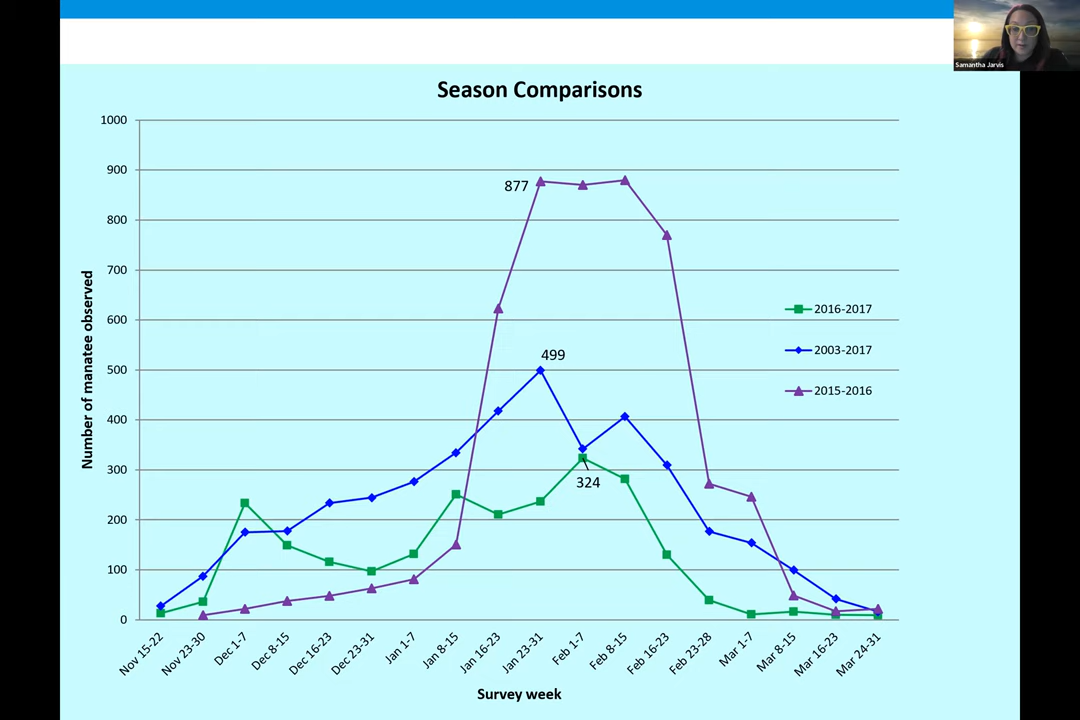 Samantha Jarvis
Season Comparisons
1000
900
800
700
600
500
400
300
200
100
0
Number of manatee observed
877
499
324
2016-2017
2003-2017
2015-2016
Nov 15-22
Nov 23-30
Dec 1-7
Dec 8-15
Dec 16-23
Dec 23-31
Jan 1-7
Jan 8-15
Jan 16-23
Jan 23-31
Feb 1-7
Feb 8-15
Feb 16-23
Feb 23-28
Mar 1-7
Mar 8-15
Mar 16-23
Mar 24-31
Survey week